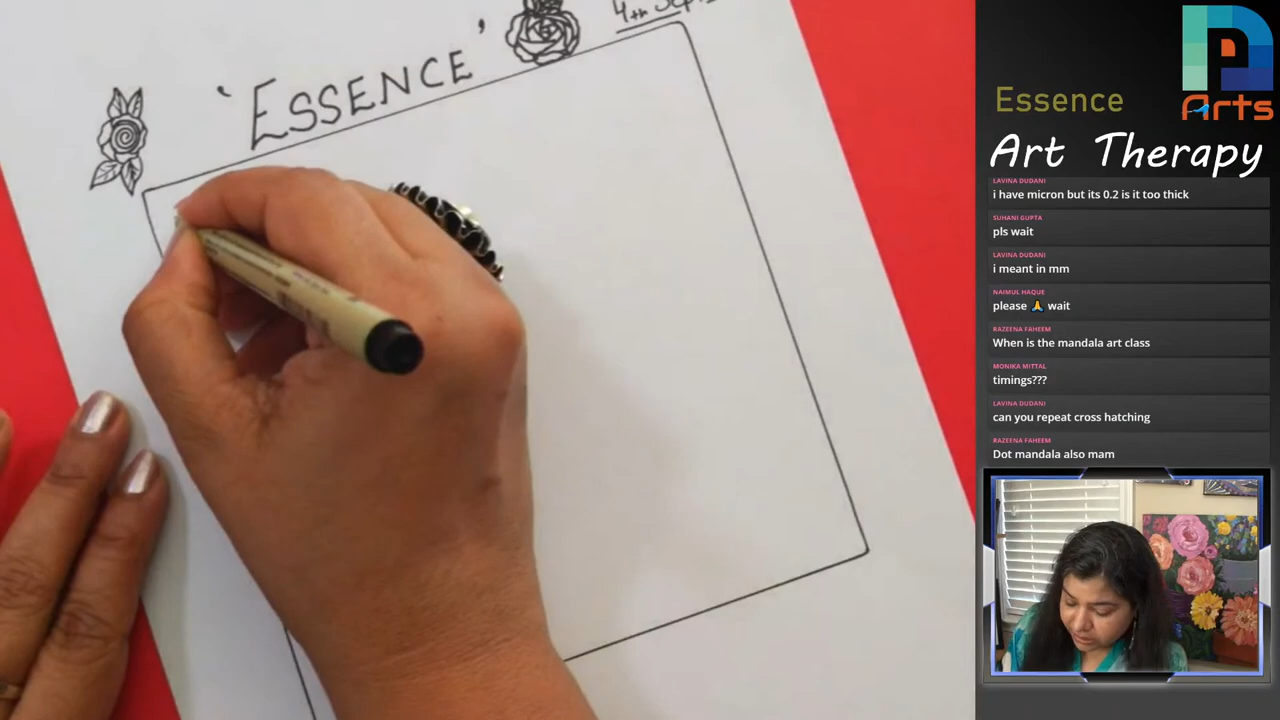 'ESSENCE'
4th Sep
Essence
Arts
Art Therapy
LAVINA DUDANI
i have micron but its 0.2 is it too thick
SUHANI GUPTA
pls wait
LAVINA DUDANI
i meant in mm
NAIMUL HAQUE
please 🙏 wait
RAZEENA FAHEEM
When is the mandala art class
MONIKA MITTAL
timings???
LAVINA DUDANI
can you repeat cross hatching
RAZEENA FAHEEM
Dot mandala also mam